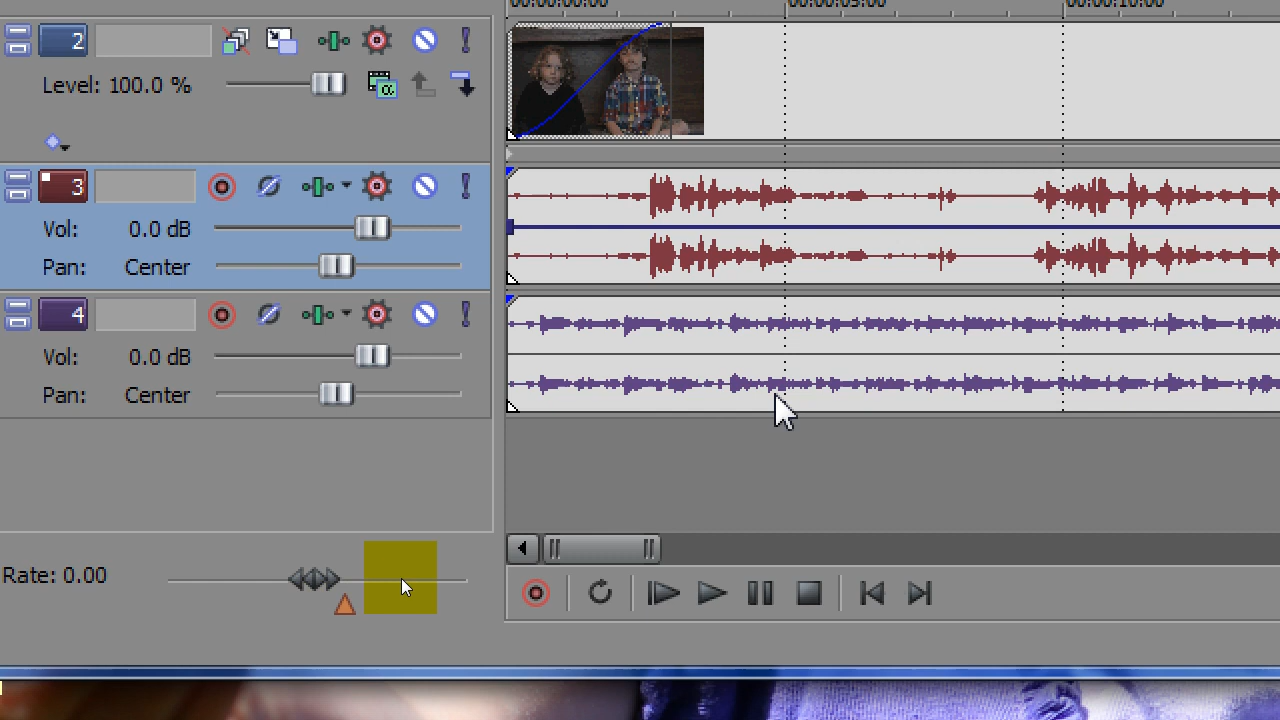 00:00:00:00 00:00:05:00 00:00:10:00
2
Level: 100.0 %
α
3
Vol: 0.0 dB
Pan: Center
4
Vol: 0.0 dB
Pan: Center
Rate: 0.00